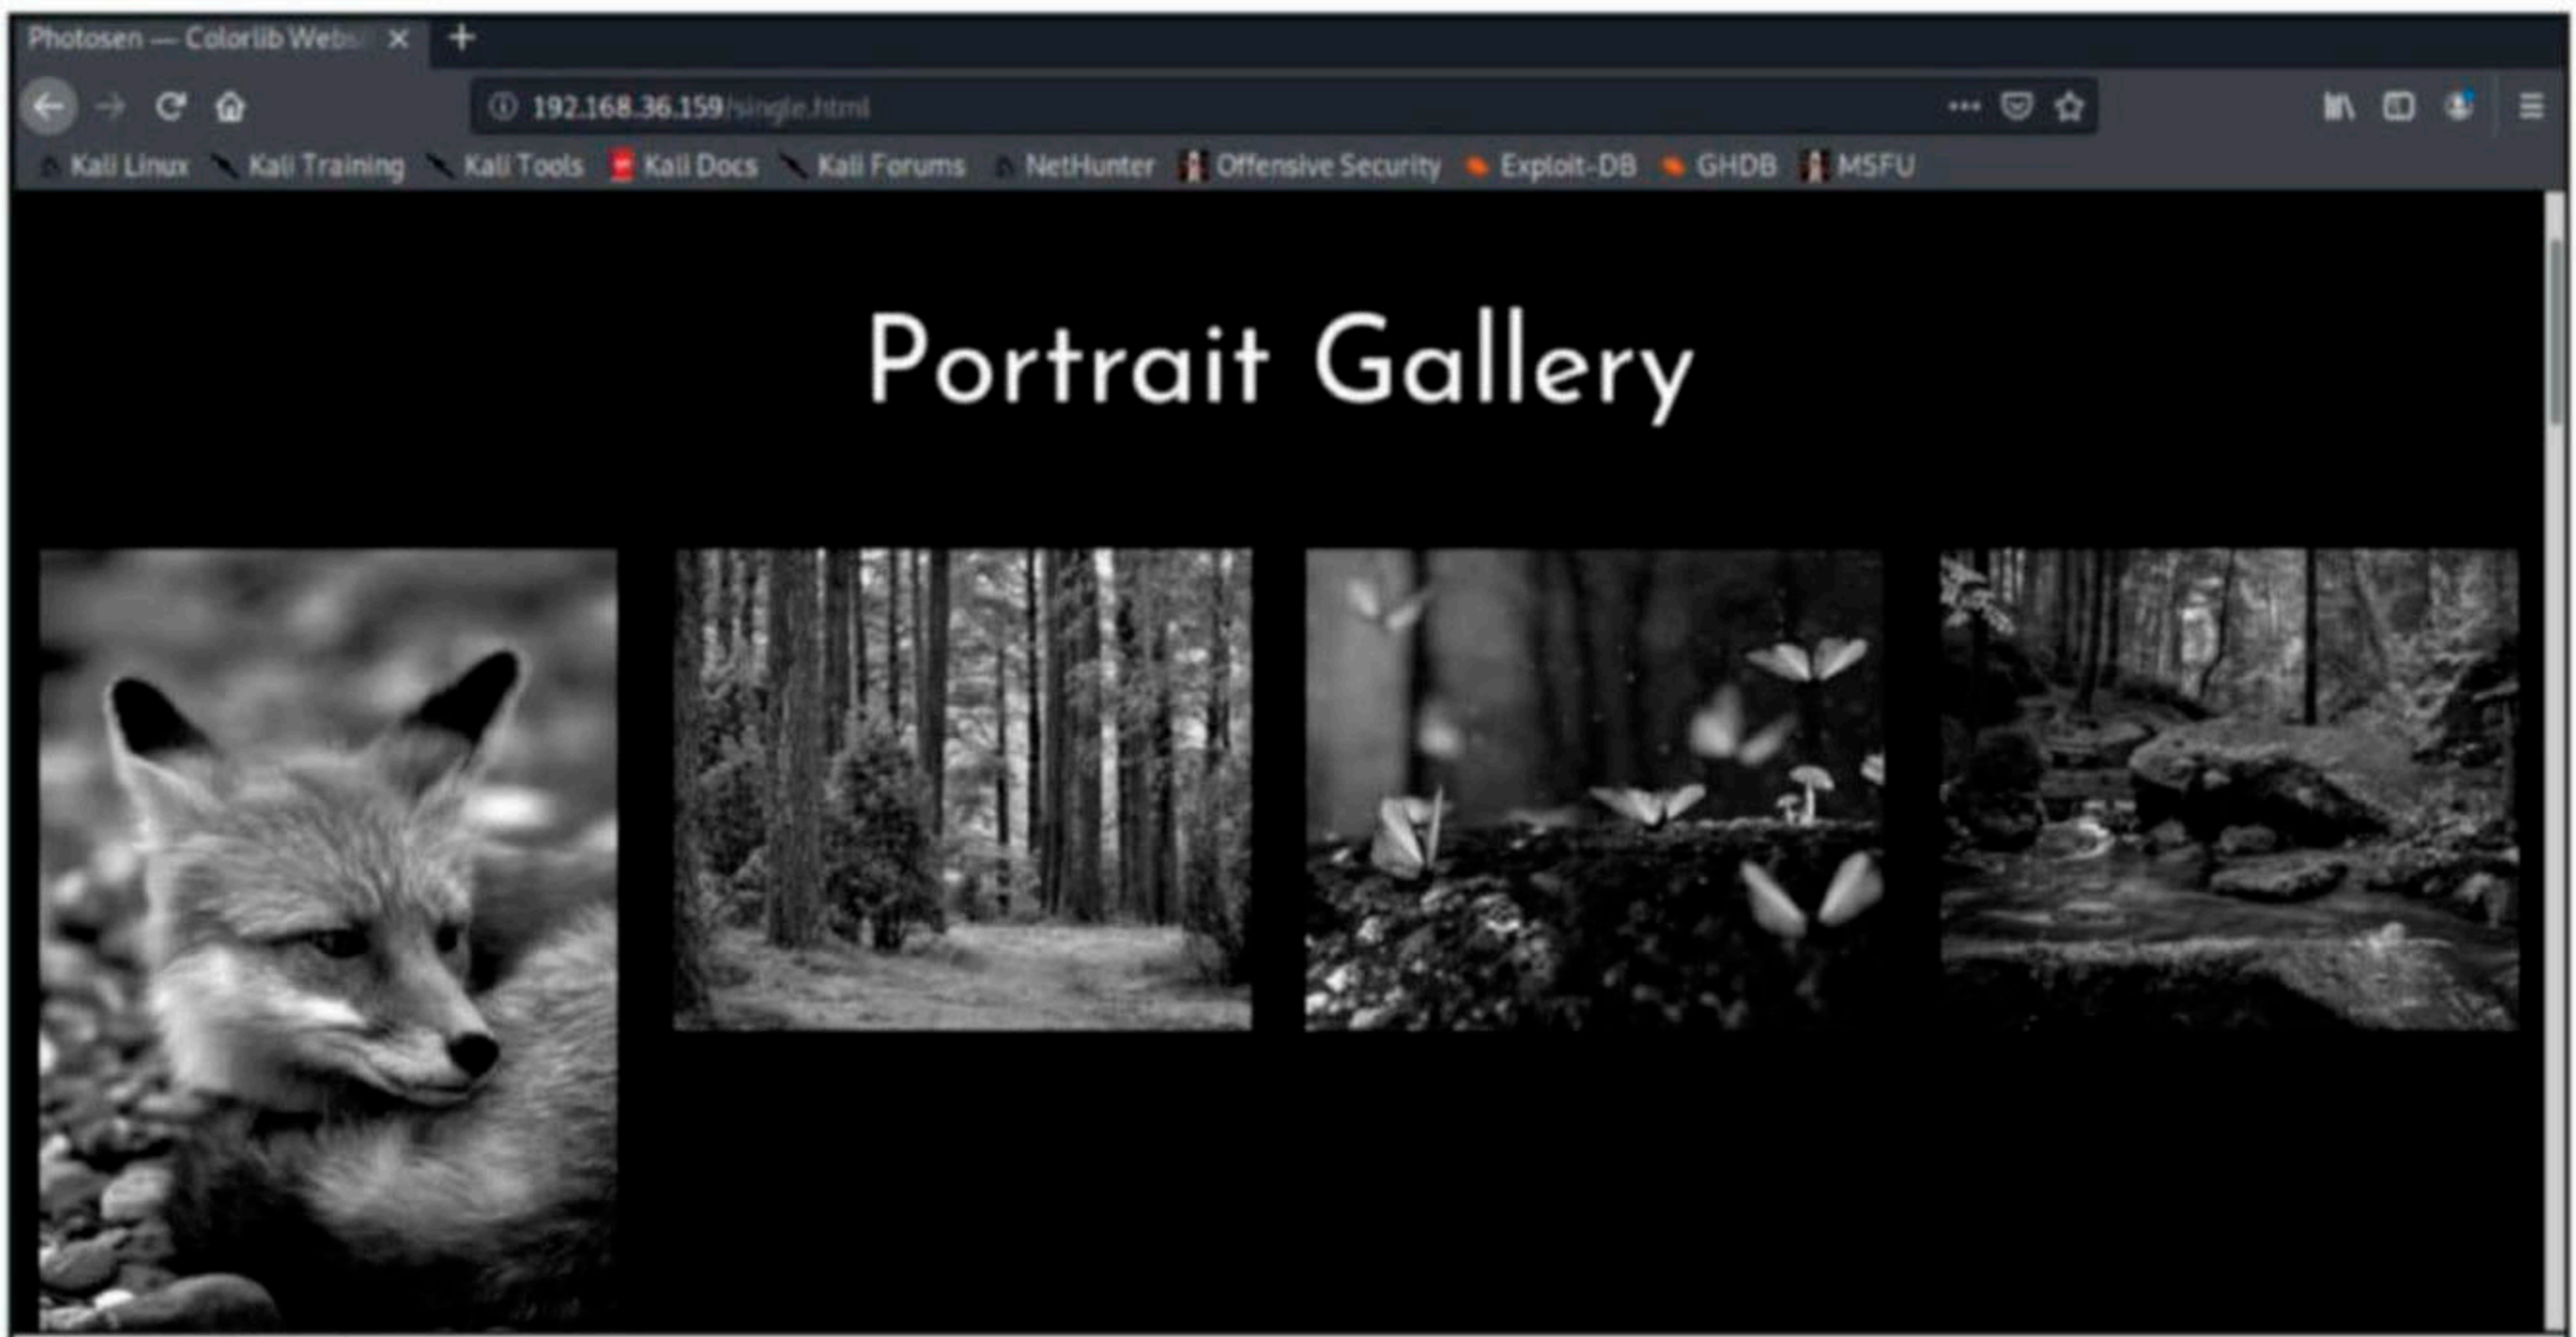 Photosen — Colorlib Webs
192.168.36.159/single.html
Kali Linux Kali Training Kali Tools Kali Docs Kali Forums NetHunter Offensive Security Exploit-DB GHDB MSFU
Portrait Gallery